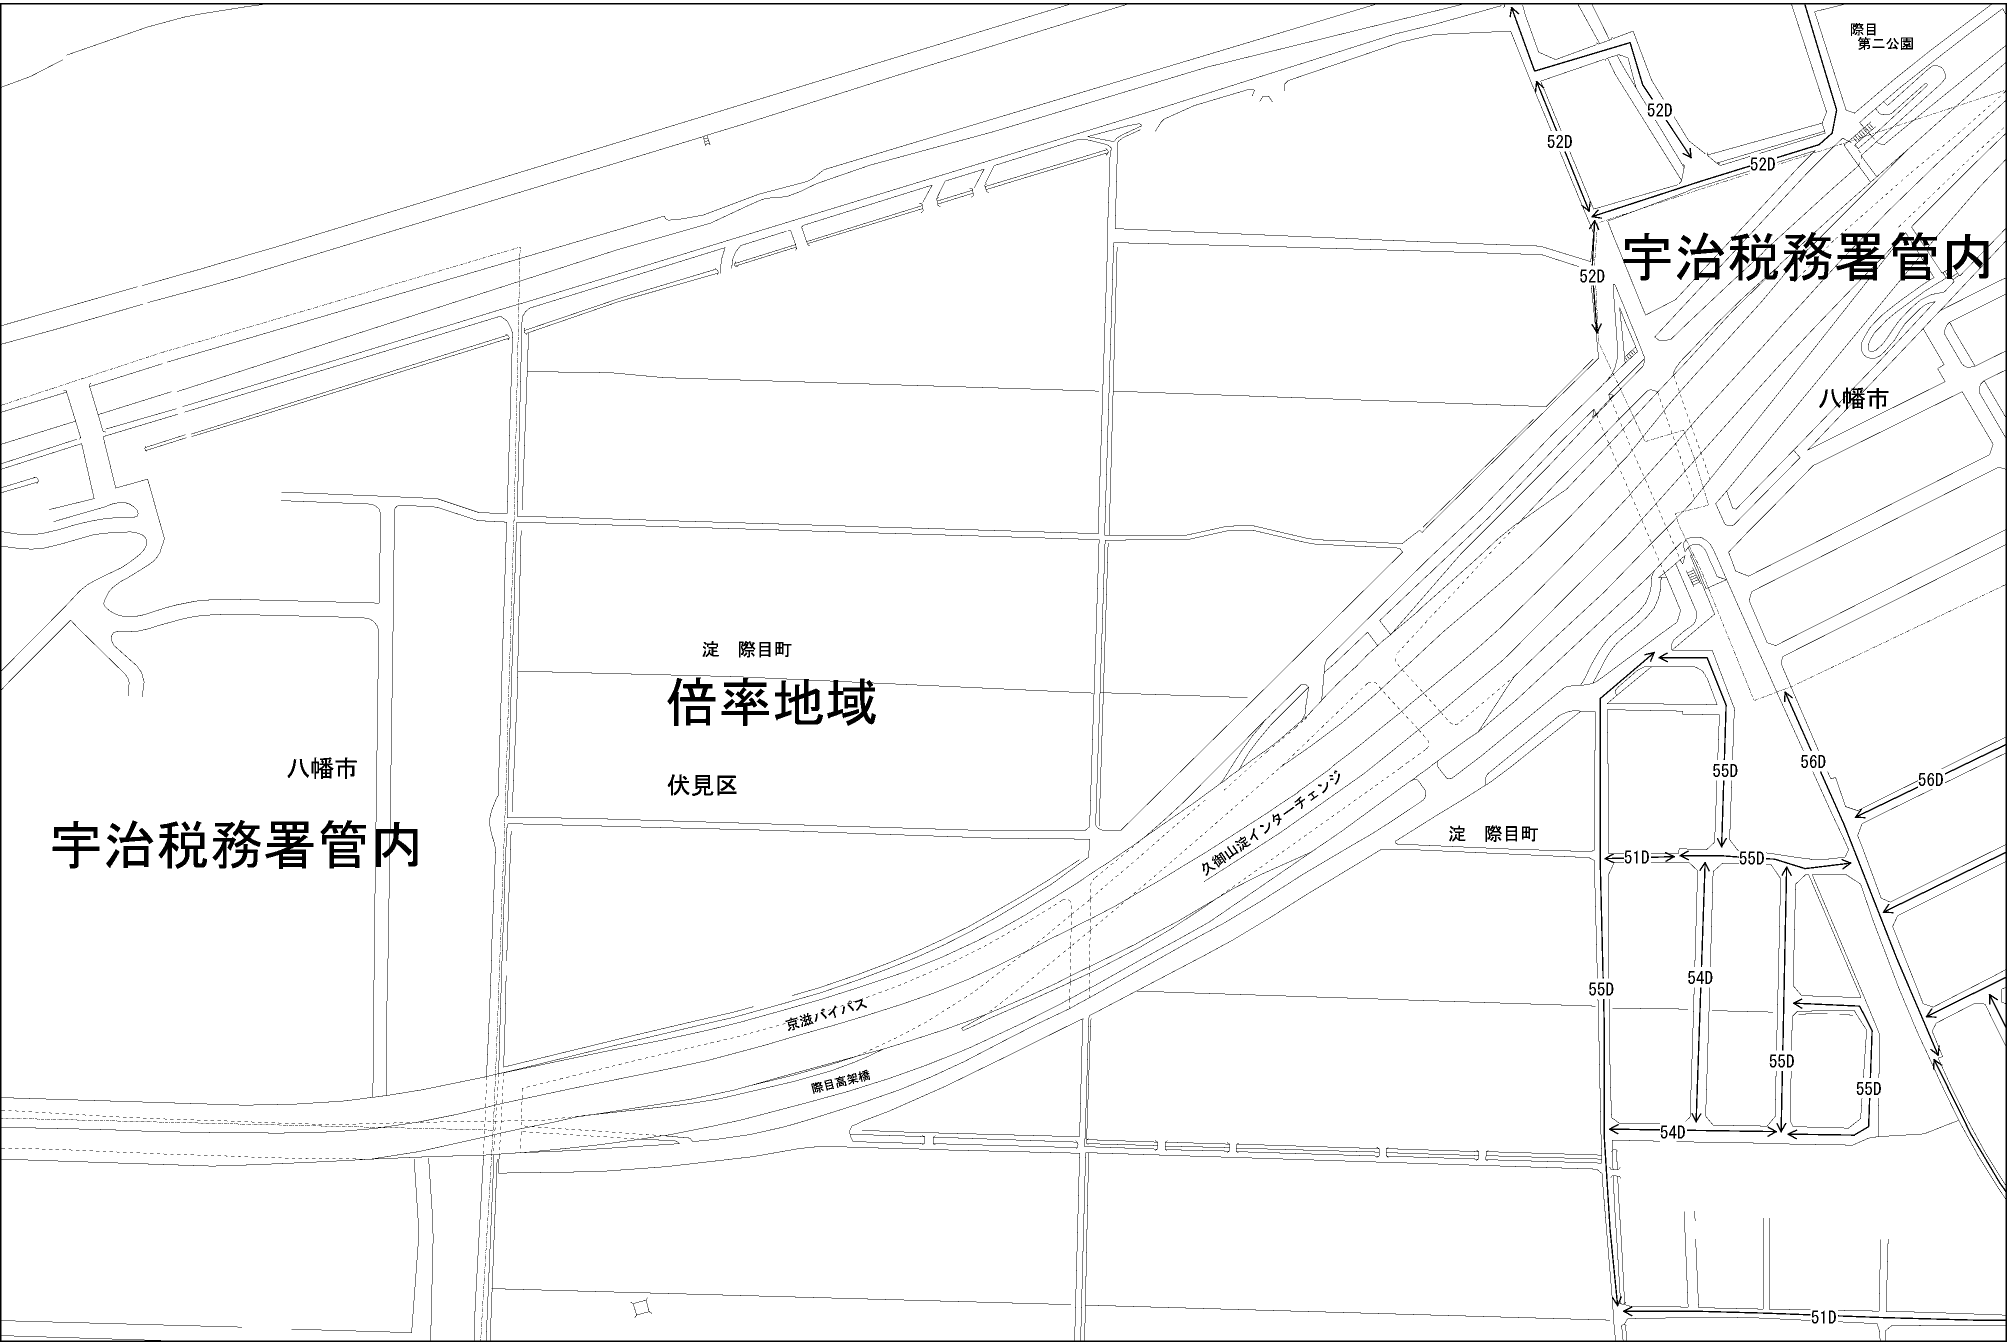 際目
第二公園
52D
52D
52D
宇治税務署管内
52D
八幡市
淀　際目町
倍率地域
八幡市
伏見区
宇治税務署管内
56D
55D
56D
久御山淀インターチェンジ
淀　際目町
51D
55D
54D
55D
京滋バイパス
55D
際目高架橋
55D
54D
51D